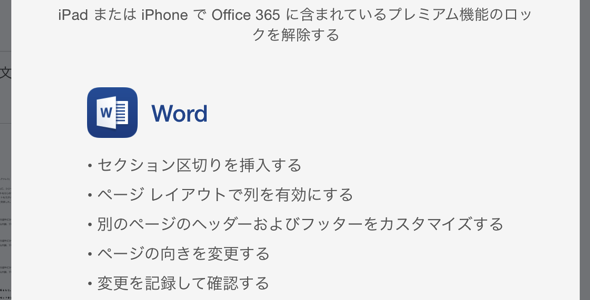 iPad または iPhone で Office 365 に含まれているプレミアム機能のロッ
クを解除する
文
W
Word
• セクション区切りを挿入する
• ページ レイアウトで列を有効にする
• 別のページのヘッダーおよびフッターをカスタマイズする
• ページの向きを変更する
• 変更を記録して確認する